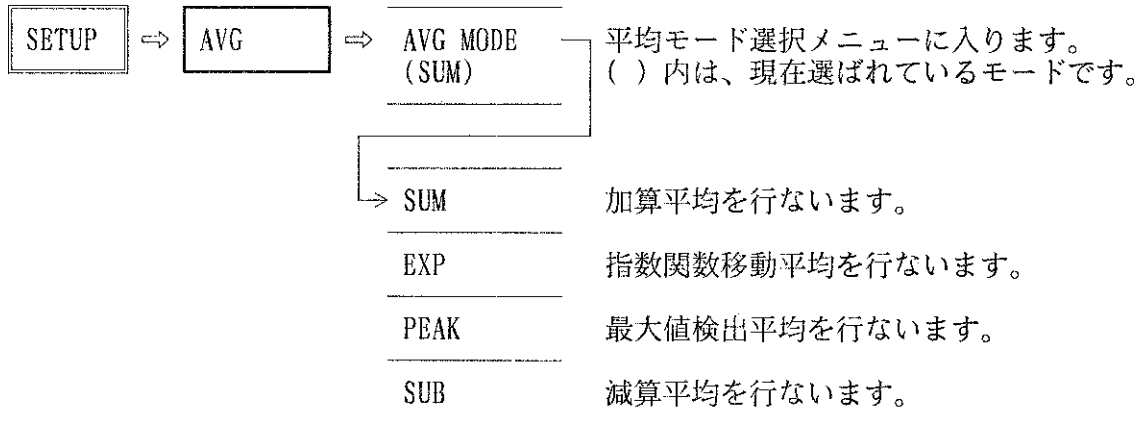 SETUP ⇨ AVG ⇨ AVG MODE 平均モード選択メニューに入ります。
(SUM) ( )内は、現在選ばれているモードです。
SUM 加算平均を行ないます。
EXP 指数関数移動平均を行ないます。
PEAK 最大値検出平均を行ないます。
SUB 減算平均を行ないます。